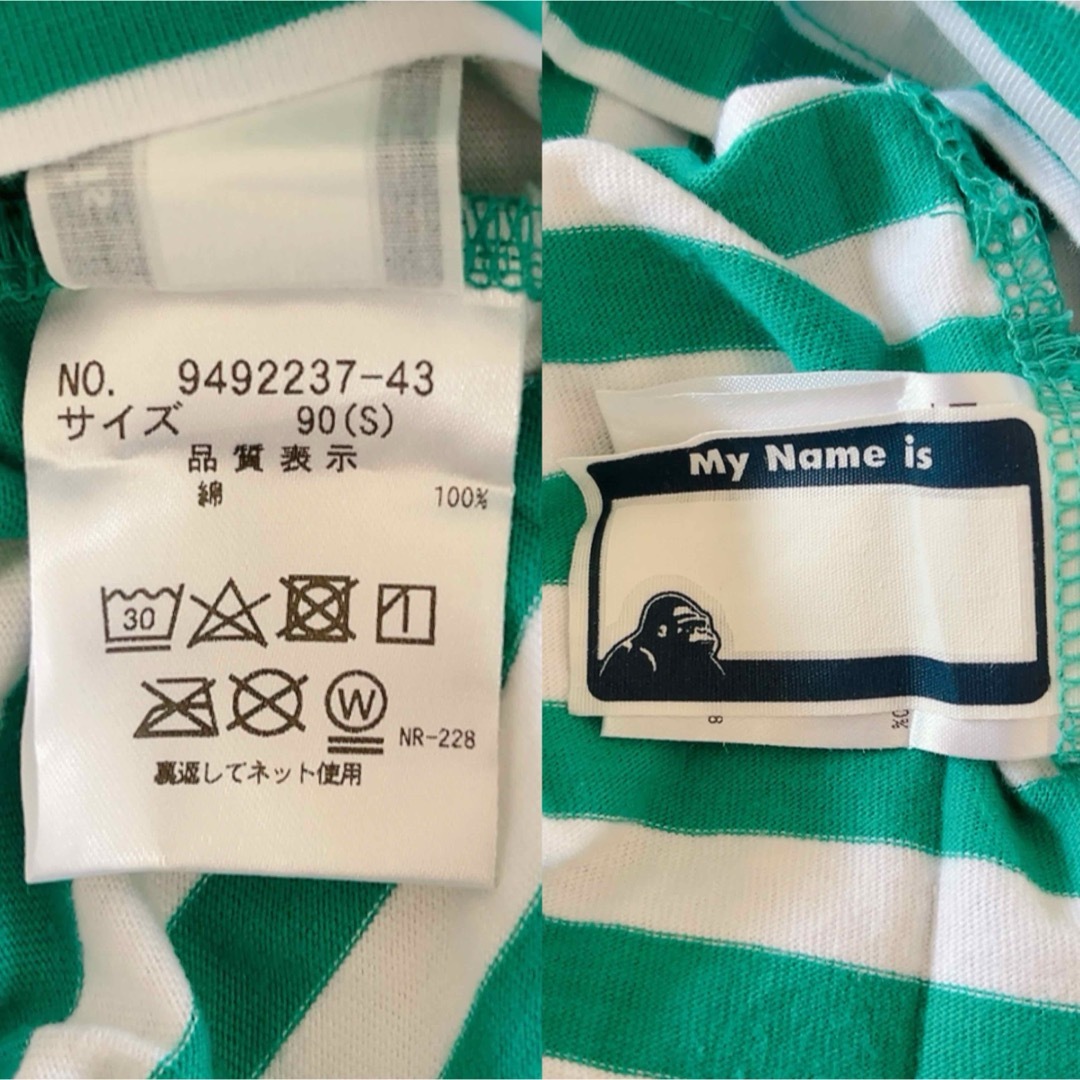 NO. 9492237-43
サイズ 90(S)
品質表示
綿 100%
30
W
NR-228
裏返してネット使用
My Name is